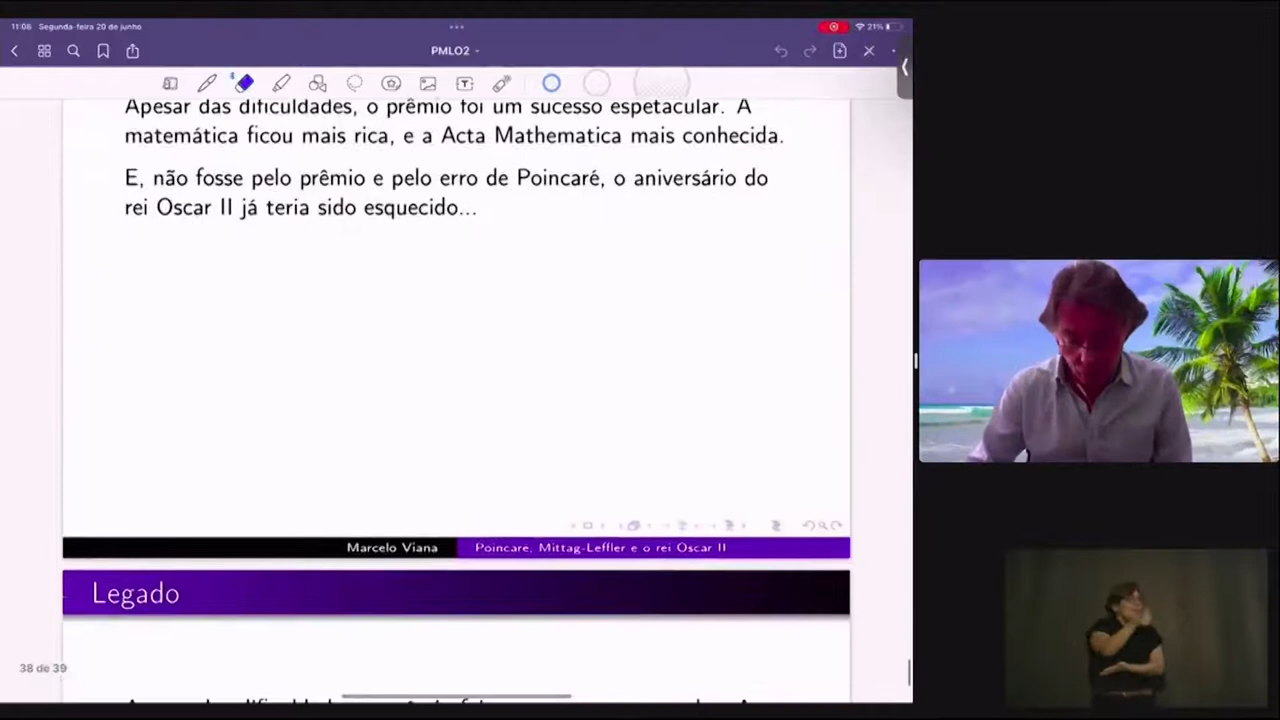 11:06 Segunda-feira 20 de junho
21%
PMLO2
Apesar das dificuldades, o prêmio foi um sucesso espetacular. A
matemática ficou mais rica, e a Acta Mathematica mais conhecida.
E, não fosse pelo prêmio e pelo erro de Poincaré, o aniversário do
rei Oscar II já teria sido esquecido...
Marcelo Viana
Poincare, Mittag-Leffler e o rei Oscar II
Legado
38 de 39